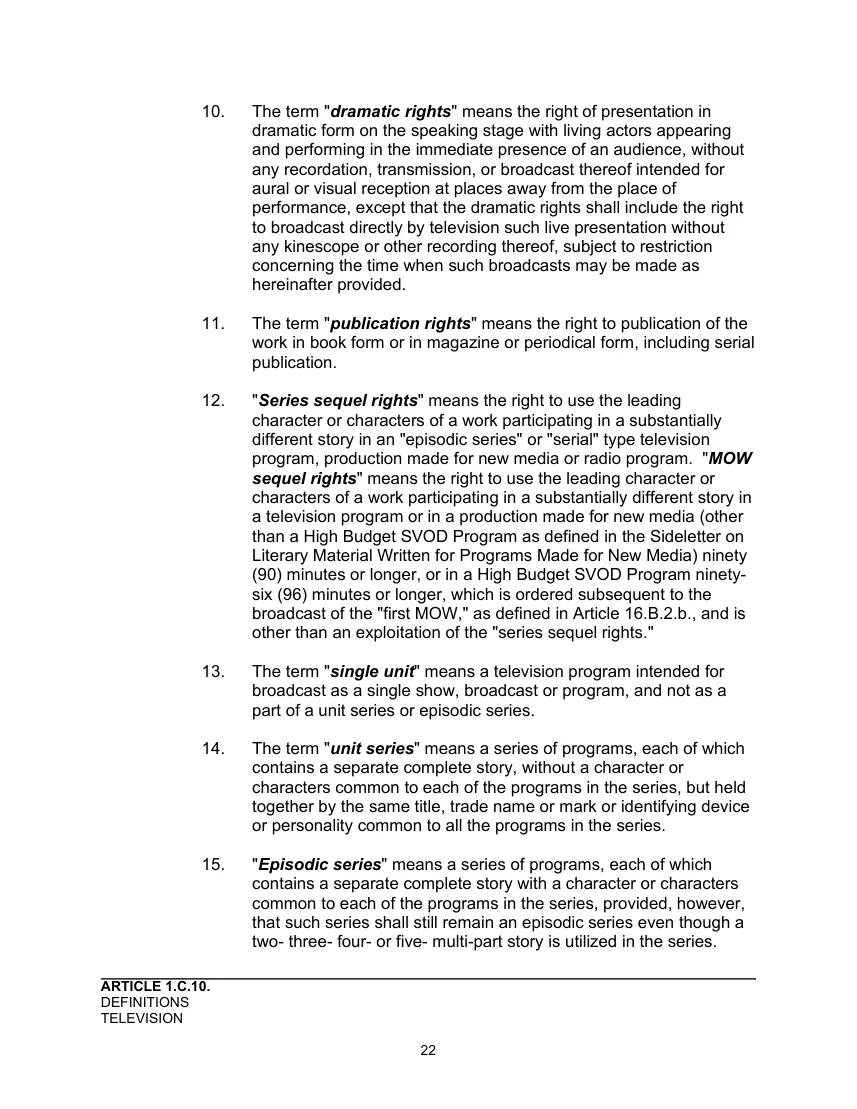 10. The term "dramatic rights" means the right of presentation in
dramatic form on the speaking stage with living actors appearing
and performing in the immediate presence of an audience, without
any recordation, transmission, or broadcast thereof intended for
aural or visual reception at places away from the place of
performance, except that the dramatic rights shall include the right
to broadcast directly by television such live presentation without
any kinescope or other recording thereof, subject to restriction
concerning the time when such broadcasts may be made as
hereinafter provided.
11. The term "publication rights" means the right to publication of the
work in book form or in magazine or periodical form, including serial
publication.
12. "Series sequel rights" means the right to use the leading
character or characters of a work participating in a substantially
different story in an "episodic series" or "serial" type television
program, production made for new media or radio program. "MOW
sequel rights" means the right to use the leading character or
characters of a work participating in a substantially different story in
a television program or in a production made for new media (other
than a High Budget SVOD Program as defined in the Sideletter on
Literary Material Written for Programs Made for New Media) ninety
(90) minutes or longer, or in a High Budget SVOD Program ninety-
six (96) minutes or longer, which is ordered subsequent to the
broadcast of the "first MOW," as defined in Article 16.B.2.b., and is
other than an exploitation of the "series sequel rights."
13. The term "single unit" means a television program intended for
broadcast as a single show, broadcast or program, and not as a
part of a unit series or episodic series.
14. The term "unit series" means a series of programs, each of which
contains a separate complete story, without a character or
characters common to each of the programs in the series, but held
together by the same title, trade name or mark or identifying device
or personality common to all the programs in the series.
15. "Episodic series" means a series of programs, each of which
contains a separate complete story with a character or characters
common to each of the programs in the series, provided, however,
that such series shall still remain an episodic series even though a
two- three- four- or five- multi-part story is utilized in the series.
ARTICLE 1.C.10.
DEFINITIONS
TELEVISION
22